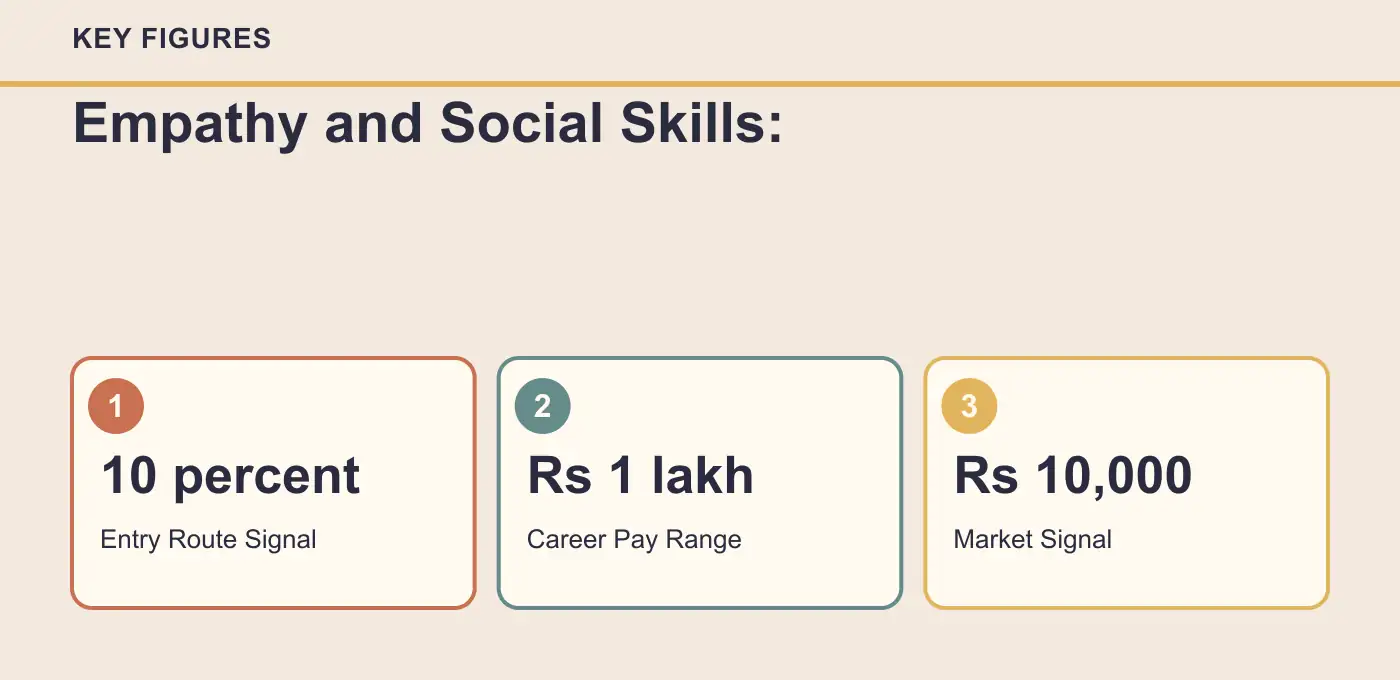 KEY FIGURES
Empathy and Social Skills:
1
10 percent
Entry Route Signal
2
Rs 1 lakh
Career Pay Range
3
Rs 10,000
Market Signal